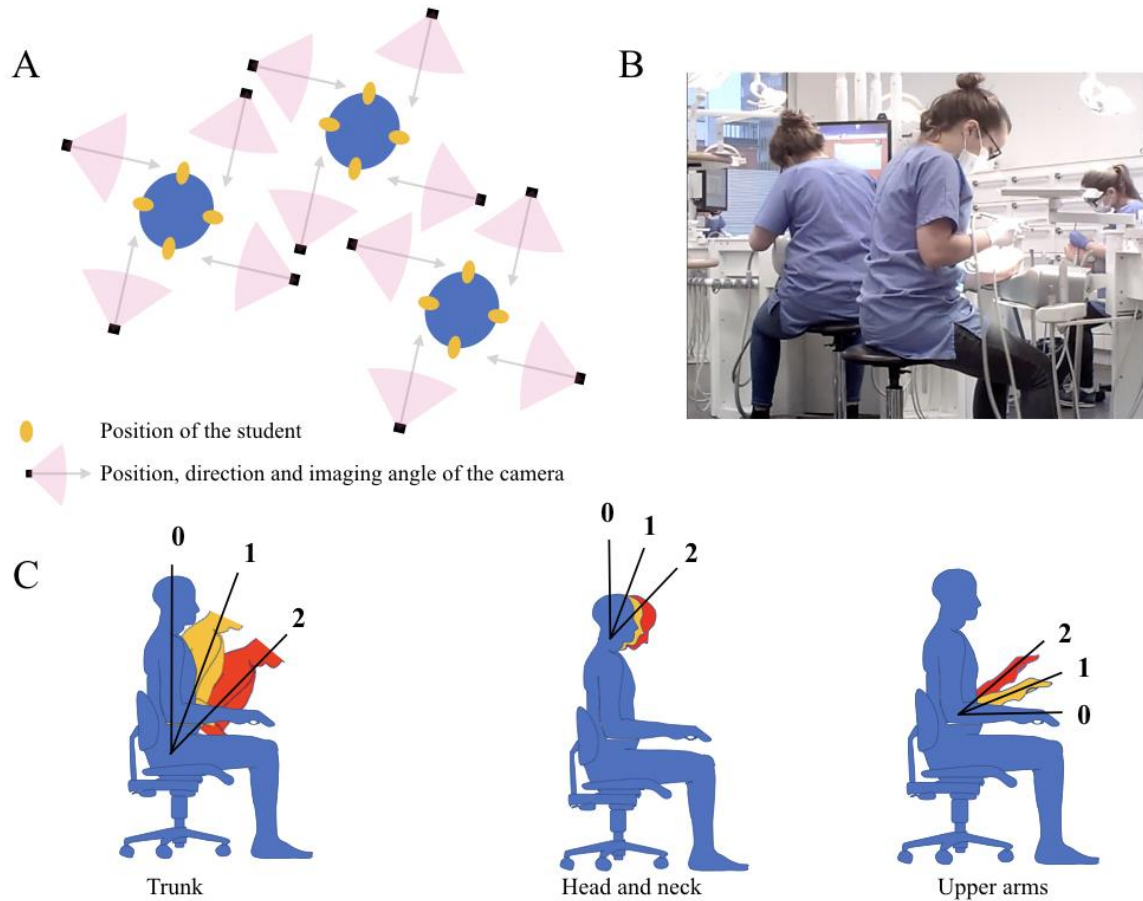 A
B
Position of the student
Position, direction and imaging angle of the camera
C
0
1
2
0
1
2
2
1
0
Trunk
Head and neck
Upper arms